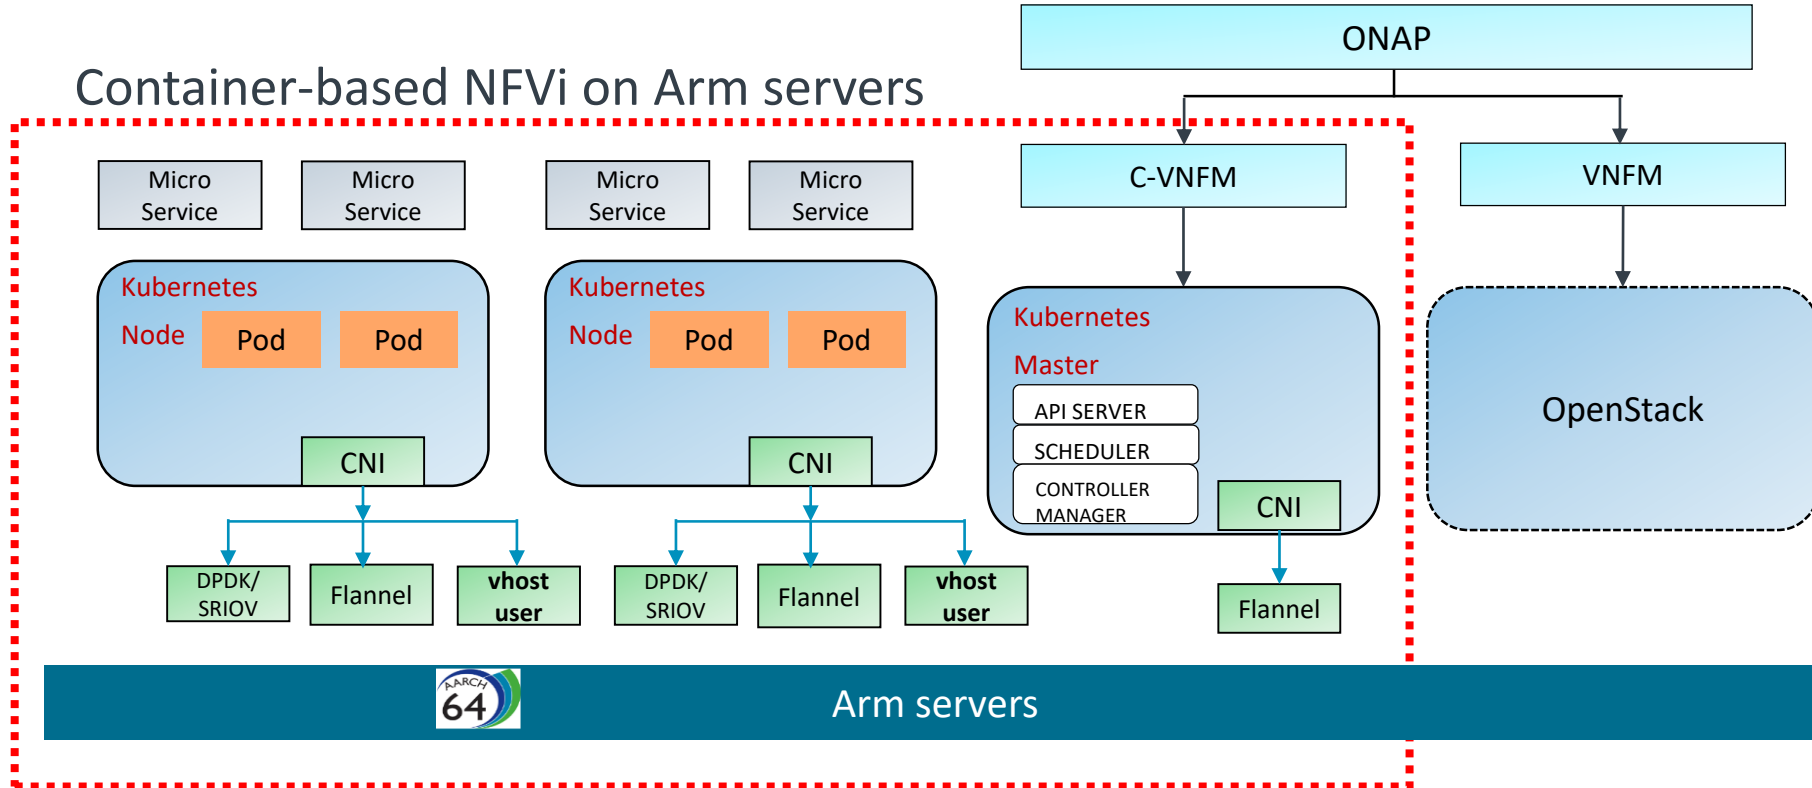 ONAP
Container-based NFVi on Arm servers
Micro
Service
Micro
Service
Micro
Service
Micro
Service
C-VNFM
VNFM
Kubernetes
Node
Pod
Pod
CNI
Kubernetes
Node
Pod
Pod
CNI
Kubernetes
Master
API SERVER
SCHEDULER
CONTROLLER
MANAGER
CNI
OpenStack
DPDK/
SRIOV
Flannel
vhost
user
DPDK/
SRIOV
Flannel
vhost
user
Flannel
AARCH
64
Arm servers